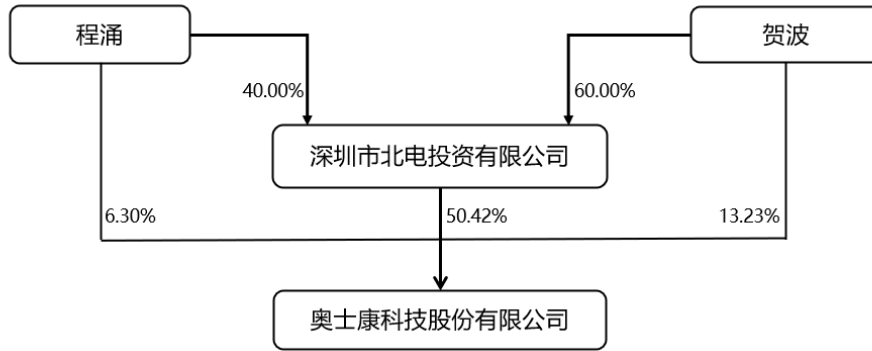 程涌
贺波
40.00%
60.00%
深圳市北电投资有限公司
6.30%
50.42%
13.23%
奥士康科技股份有限公司